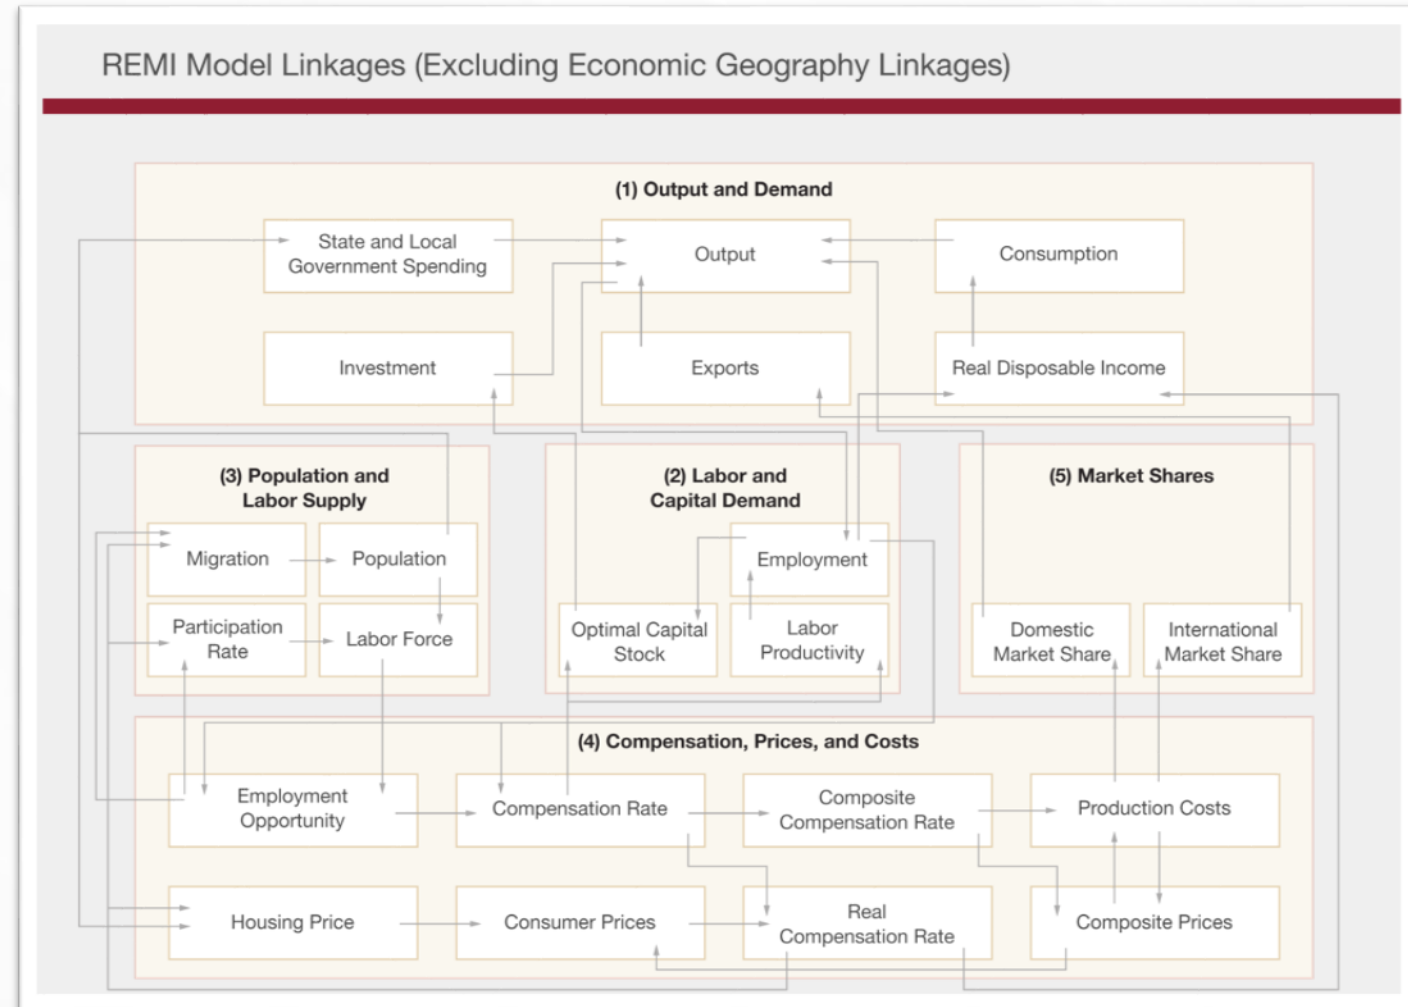 REMI Model Linkages (Excluding Economic Geography Linkages)
(1) Output and Demand
State and Local
Government Spending
Output
Consumption
Investment
Exports
Real Disposable Income
(3) Population and
Labor Supply
Migration
Population
Participation
Rate
Labor Force
(2) Labor and
Capital Demand
Employment
Optimal Capital
Stock
Labor
Productivity
(5) Market Shares
Domestic
Market Share
International
Market Share
(4) Compensation, Prices, and Costs
Employment
Opportunity
Compensation Rate
Composite
Compensation Rate
Production Costs
Housing Price
Consumer Prices
Real
Compensation Rate
Composite Prices